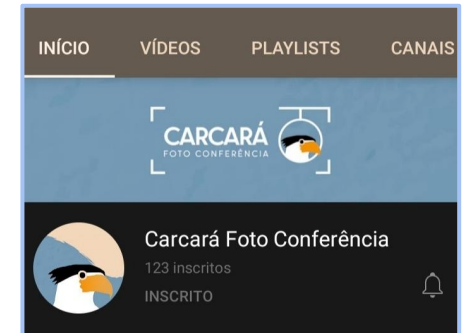 INÍCIO VÍDEOS PLAYLISTS CANAIS
CARCARÁ
FOTO CONFERÊNCIA
Carcará Foto Conferência
123 inscritos
INSCRITO